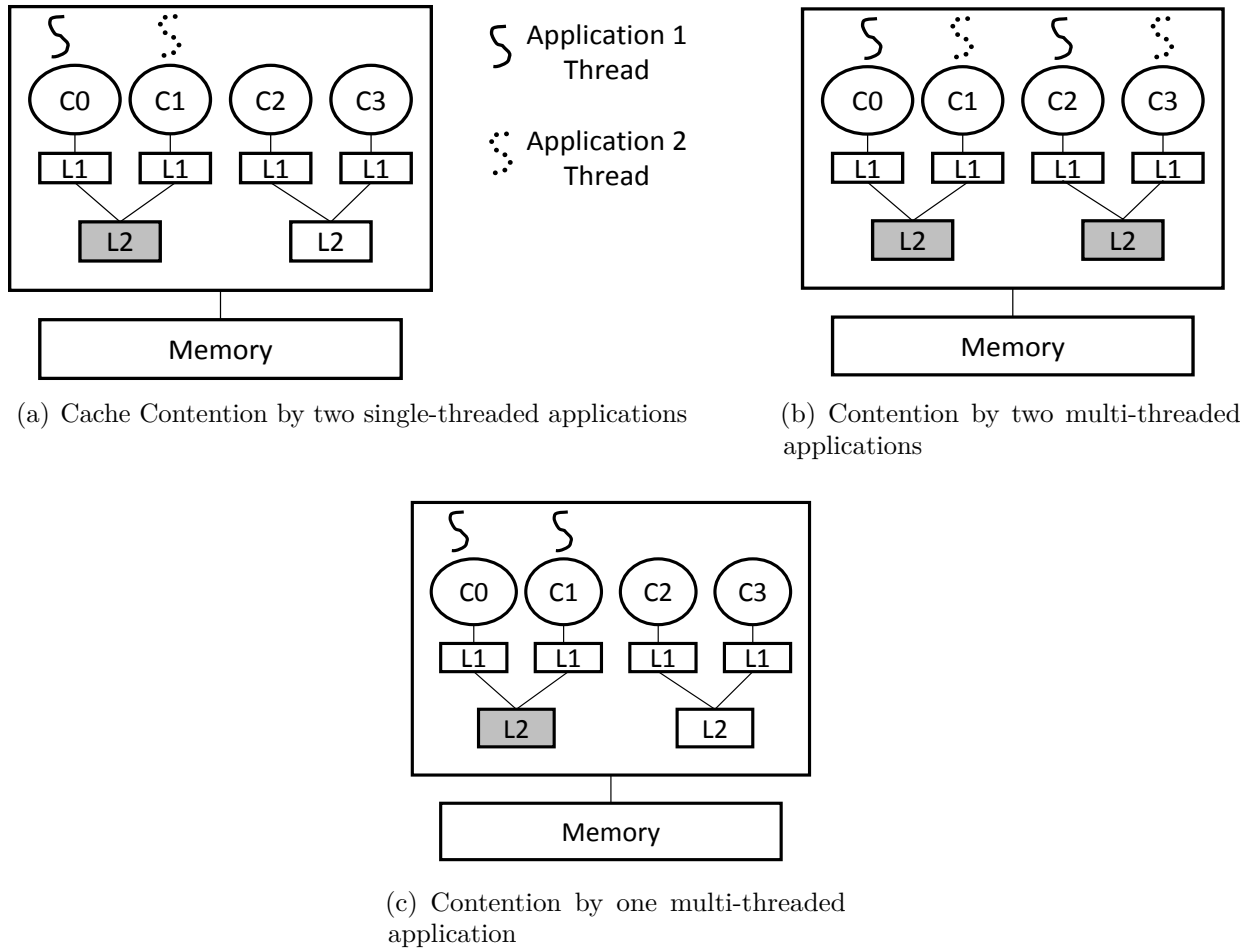 C0 C1 C2 C3
L1 L1 L1 L1
L2 L2
Memory
(a) Cache Contention by two single-threaded applications
Application 1
Thread
Application 2
Thread
C0 C1 C2 C3
L1 L1 L1 L1
L2 L2
Memory
(b) Contention by two multi-threaded
applications
C0 C1 C2 C3
L1 L1 L1 L1
L2 L2
Memory
(c) Contention by one multi-threaded
application